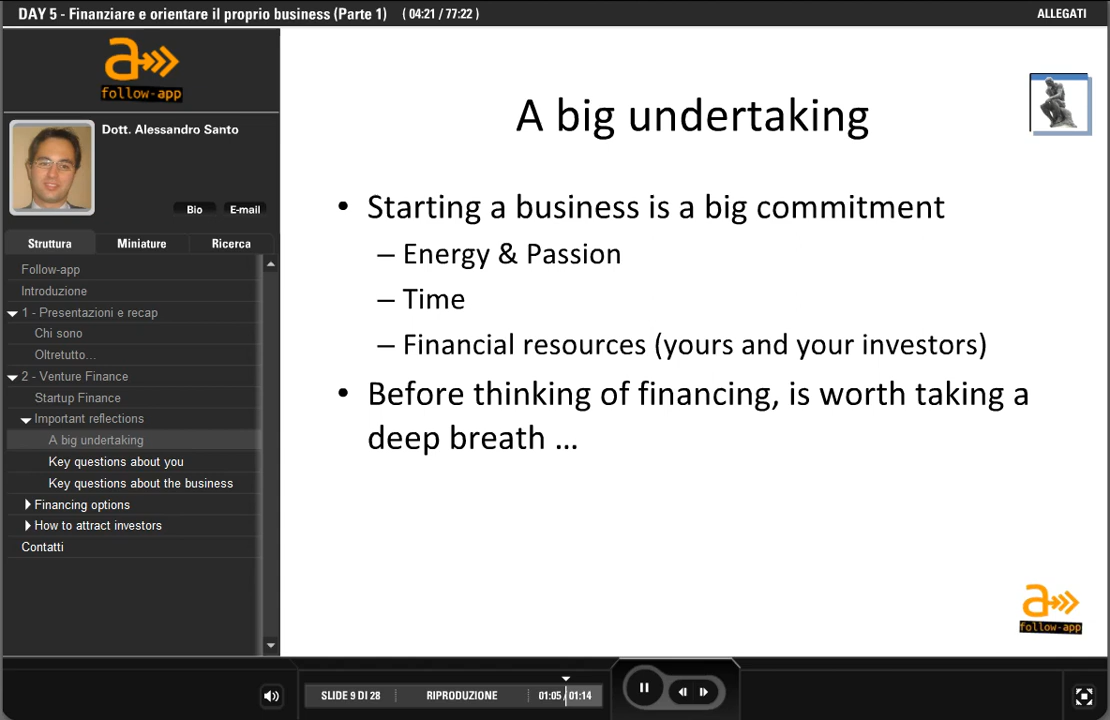 DAY 5 - Finanziare e orientare il proprio business (Parte 1) ( 04:21 / 77:22 )
ALLEGATI
a
follow-app
Dott. Alessandro Santo
Bio E-mail
Struttura Miniature Ricerca
Follow-app
Introduzione
1 - Presentazioni e recap
Chi sono
Oltretutto...
2 - Venture Finance
Startup Finance
Important reflections
A big undertaking
Key questions about you
Key questions about the business
Financing options
How to attract investors
Contatti
A big undertaking
• Starting a business is a big commitment
– Energy & Passion
– Time
– Financial resources (yours and your investors)
• Before thinking of financing, is worth taking a
deep breath ...
a
follow-app
SLIDE 9 DI 28 RIPRODUZIONE 01:05 / 01:14